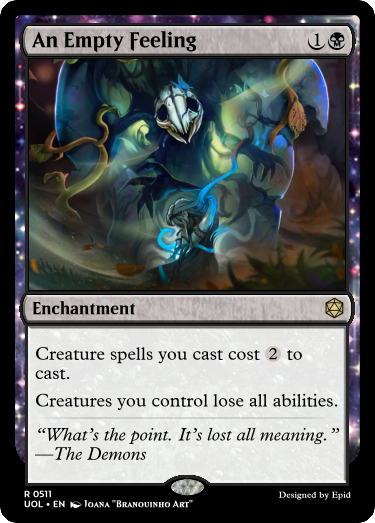 An Empty Feeling 1
Enchantment
Creature spells you cast cost 2 to
cast.
Creatures you control lose all abilities.
“What's the point. It's lost all meaning.”
—The Demons
R 0511
UOL • EN Joana "Branquinho Art"
Designed by Epid